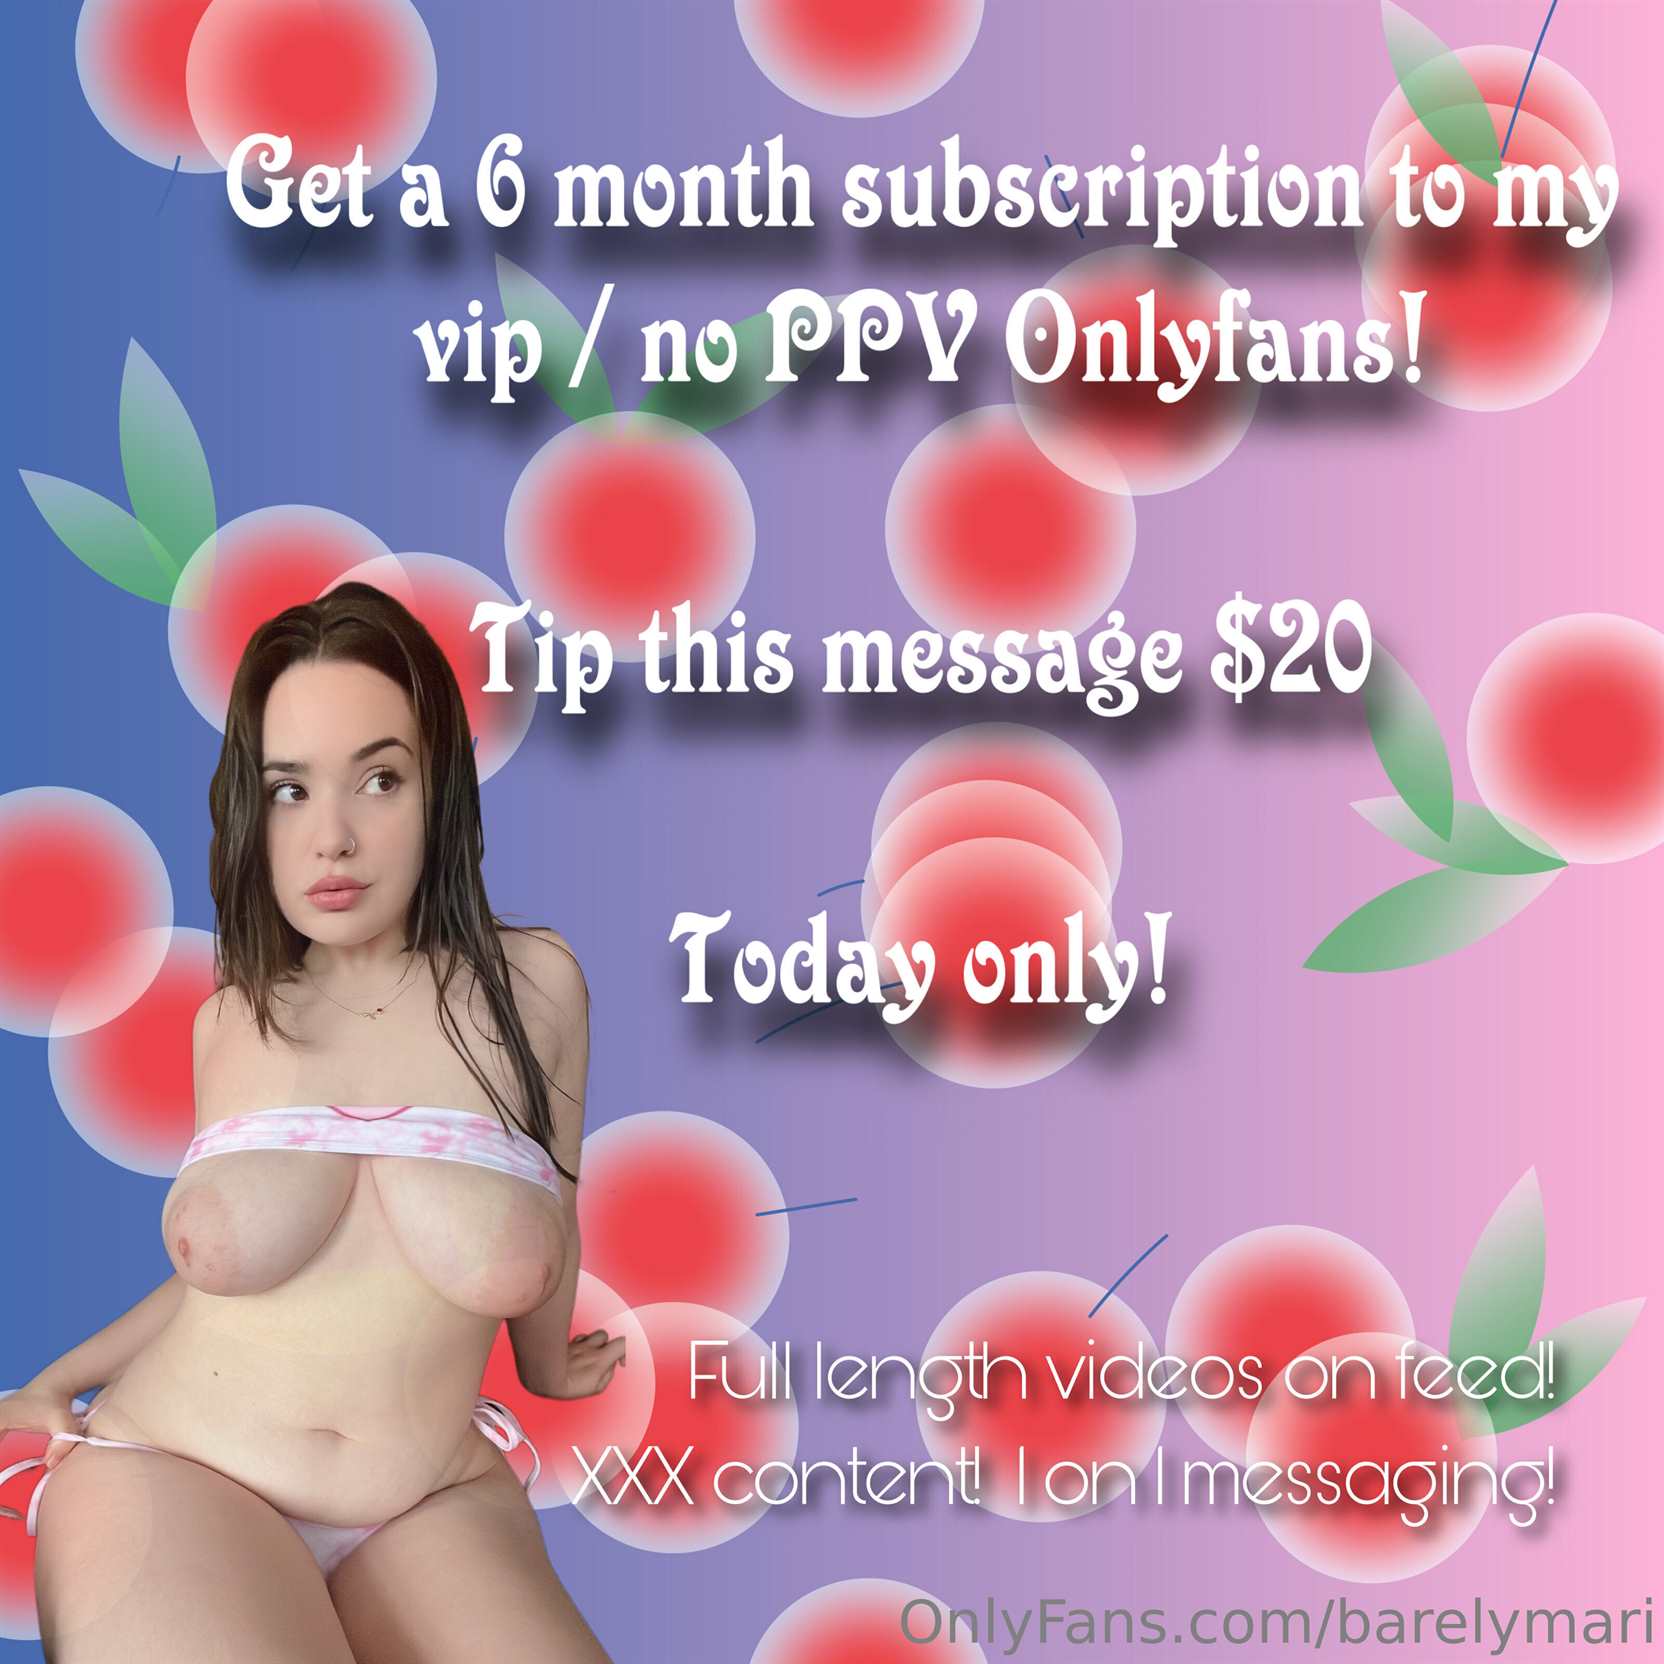 Get a 6 month subscription to my
vip / no PPV Onlyfans!
Tip this message $20
Today only!
Full length videos on feed!
XXX content! 1 on 1 messaging!
OnlyFans.com/barelymari